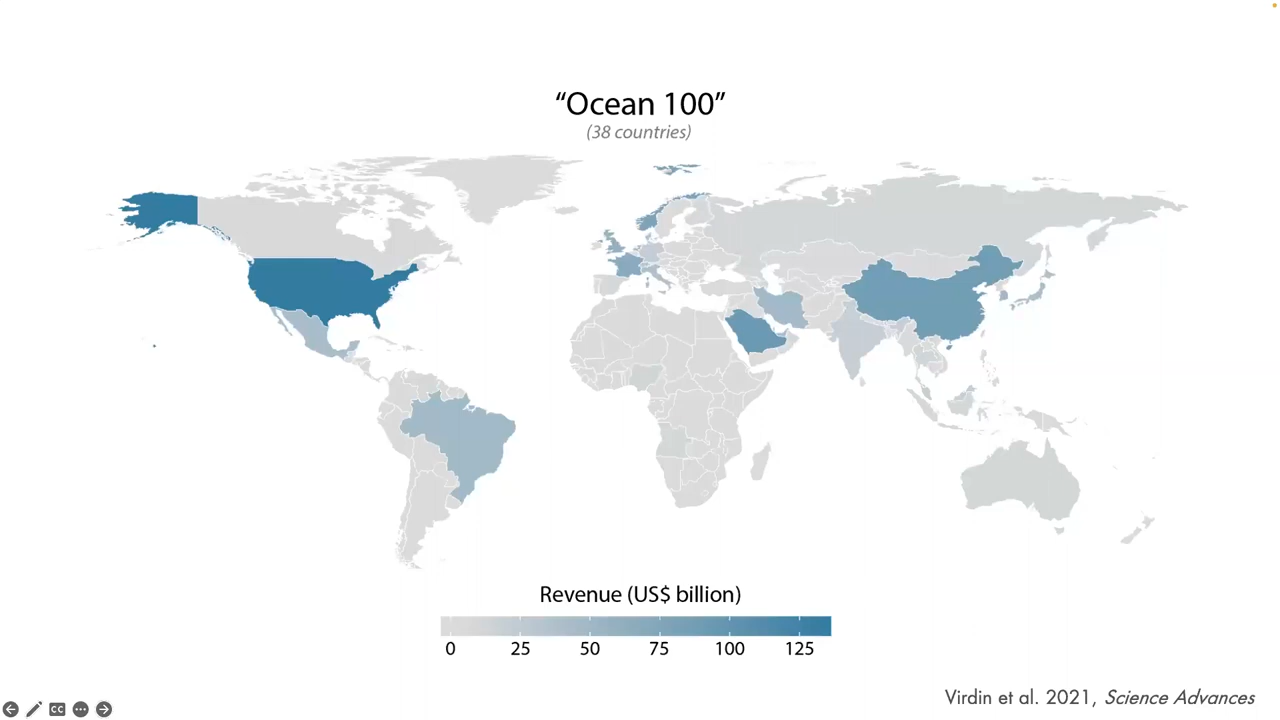 “Ocean 100”
(38 countries)
Revenue (US$ billion)
0 25 50 75 100 125
Virdin et al. 2021, Science Advances
CC